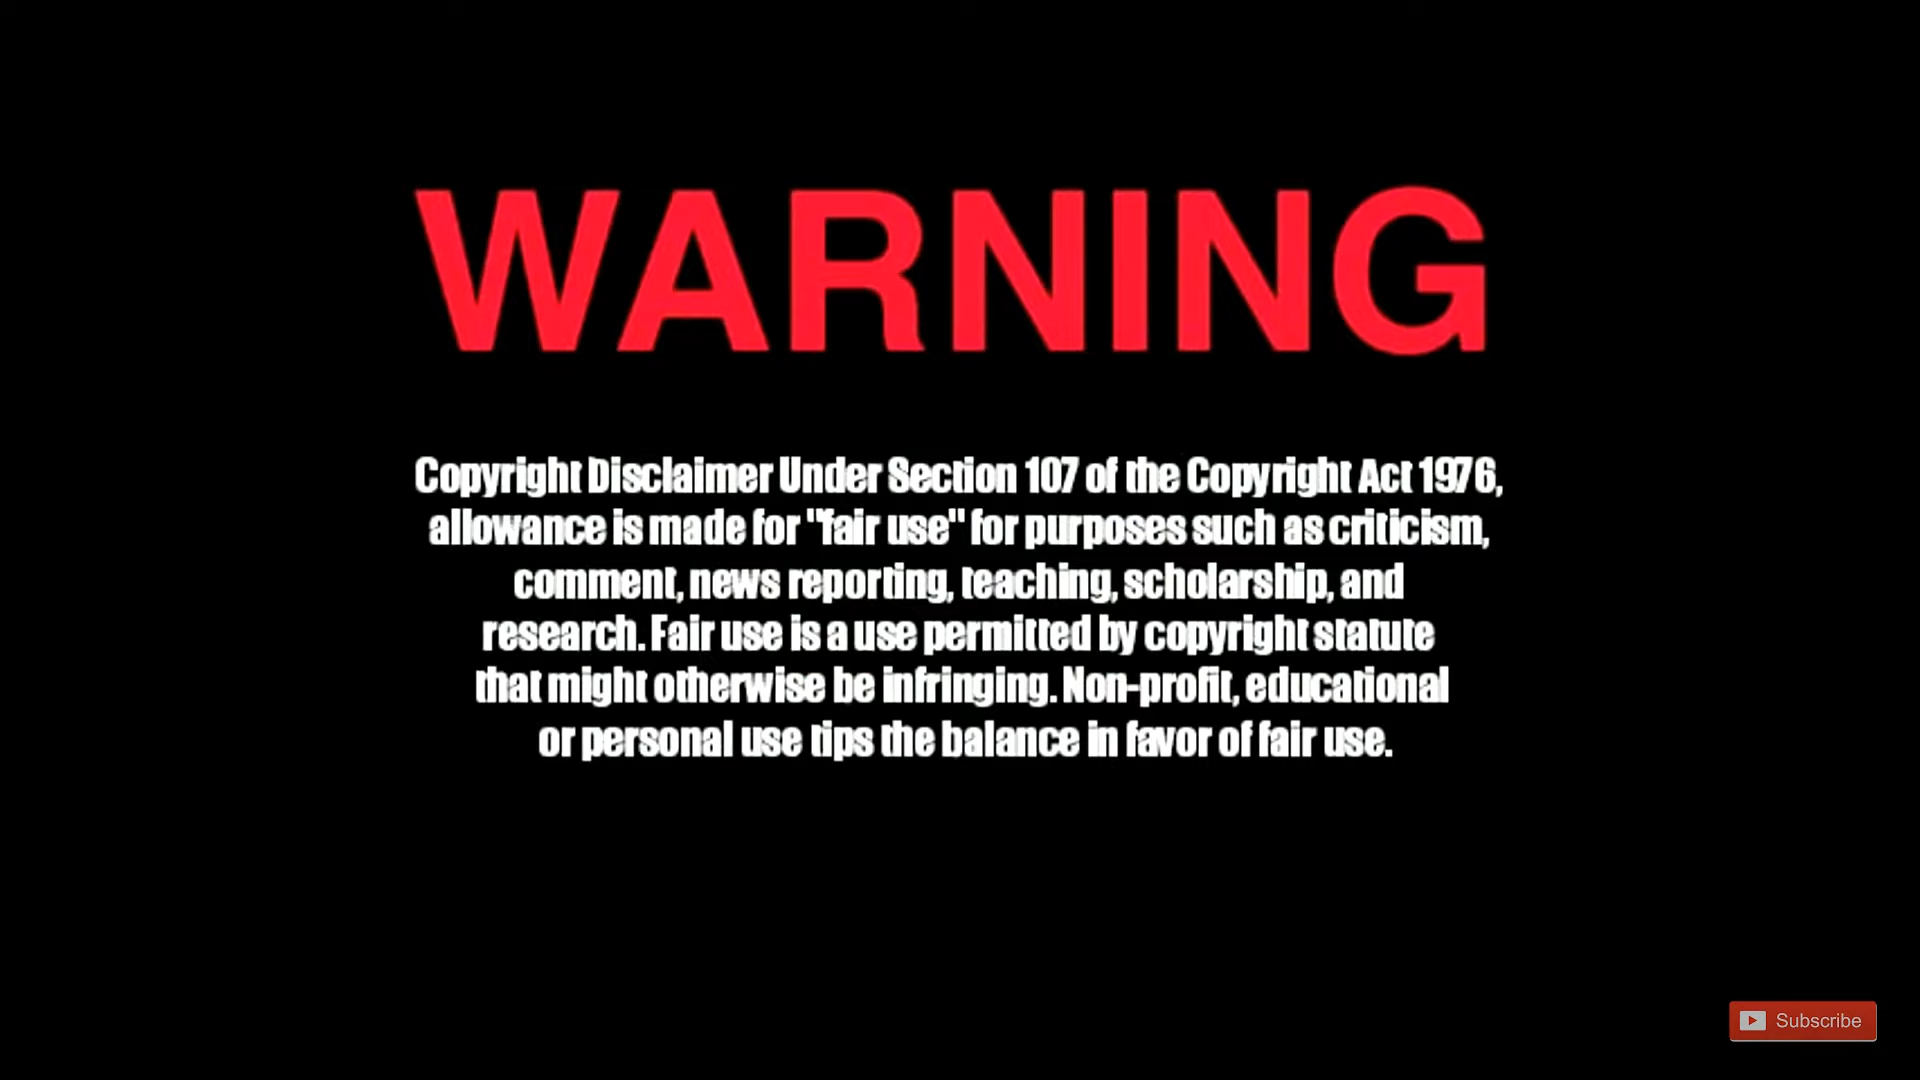 WARNING
Copyright Disclaimer Under Section 107 of the Copyright Act 1976,
allowance is made for "fair use" for purposes such as criticism,
comment, news reporting, teaching, scholarship, and
research. Fair use is a use permitted by copyright statute
that might otherwise be infringing. Non-profit, educational
or personal use tips the balance in favor of fair use.
Subscribe